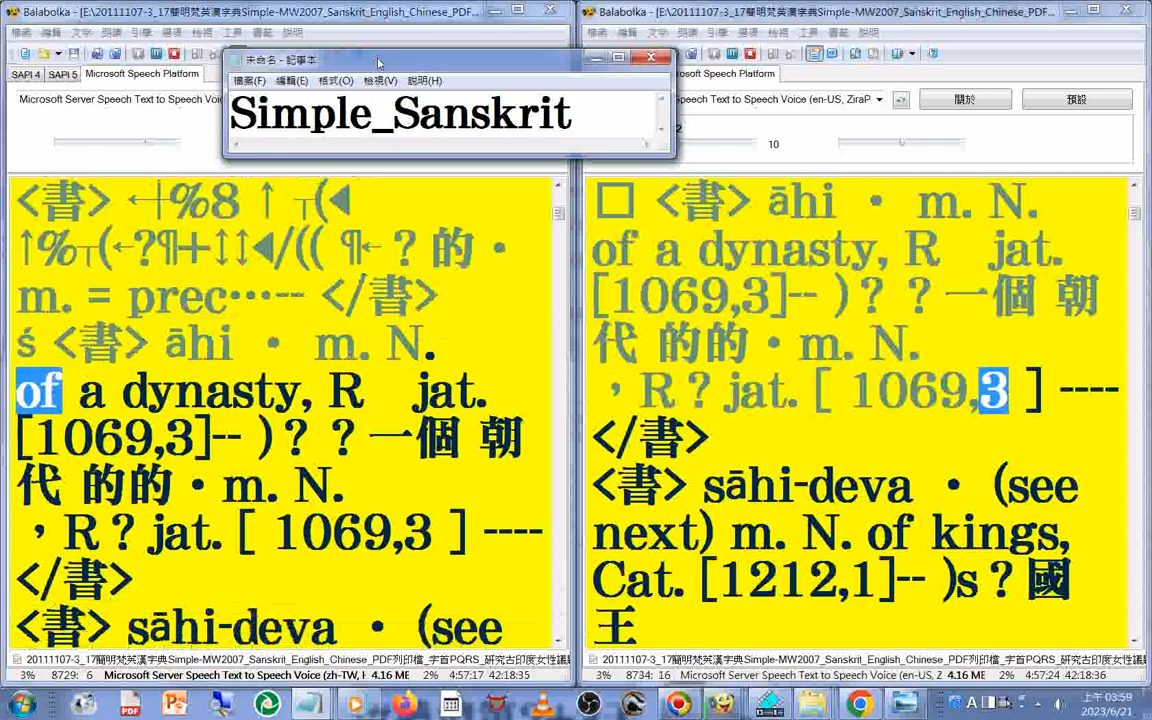 Balabolka - [E:\20111107-3_17簡明梵英漢字典Simple-MW2007_Sanskrit_English_Chinese_PDF...
Balabolka - [E:\20111107-3_17簡明梵英漢字典Simple-MW2007_Sanskrit_English_Chinese_PDF...
未命名 - 記事本
檔案(F) 編輯(E) 格式(O) 檢視(V) 說明(H)
Simple_Sanskrit
SAPI 4 SAPI 5 Microsoft Speech Platform
Platform
Microsoft Server Speech Text to Speech Voi
Speech Text to Speech Voice (en-US, ZiraP
關於
預設
10
<書> ←┼%8 ↑ ┬(◀
↑%┬(←?¶+↕↕◀/(( ¶← ? 的 •
m. = prec…-- </書>
ś <書> āhi • m. N.
of a dynasty, R jat.
[1069,3]-- )? ?一個 朝
代 的的 • m. N.
，R？jat. [ 1069,3 ] ----
</書>
<書> sāhi-deva • (see
□ <書> āhi • m. N.
of a dynasty, R jat.
[1069,3]-- )? ?一個 朝
代 的的 • m. N.
，R？jat. [ 1069,3 ] ----
</書>
<書> sāhi-deva • (see
next) m. N. of kings,
Cat. [1212,1]-- )s？國
王
20111107-3_17簡明梵英漢字典Simple-MW2007_Sanskrit_English_Chinese_PDF列印檔_字首PQRS_研究古印度女性議
20111107-3_17簡明梵英漢字典Simple-MW2007_Sanskrit_English_Chinese_PDF列印檔_字首PQRS_研究古印度女性議
3% 8729: 6 Microsoft Server Speech Text to Speech Voice (zh-TW, 4.16 MB 2% 4:57:17 42:18:35
3% 8734: 16 Microsoft Server Speech Text to Speech Voice (en-US, 4.16 MB 2% 4:57:24 42:18:36
上午 03:59
2023/6/21